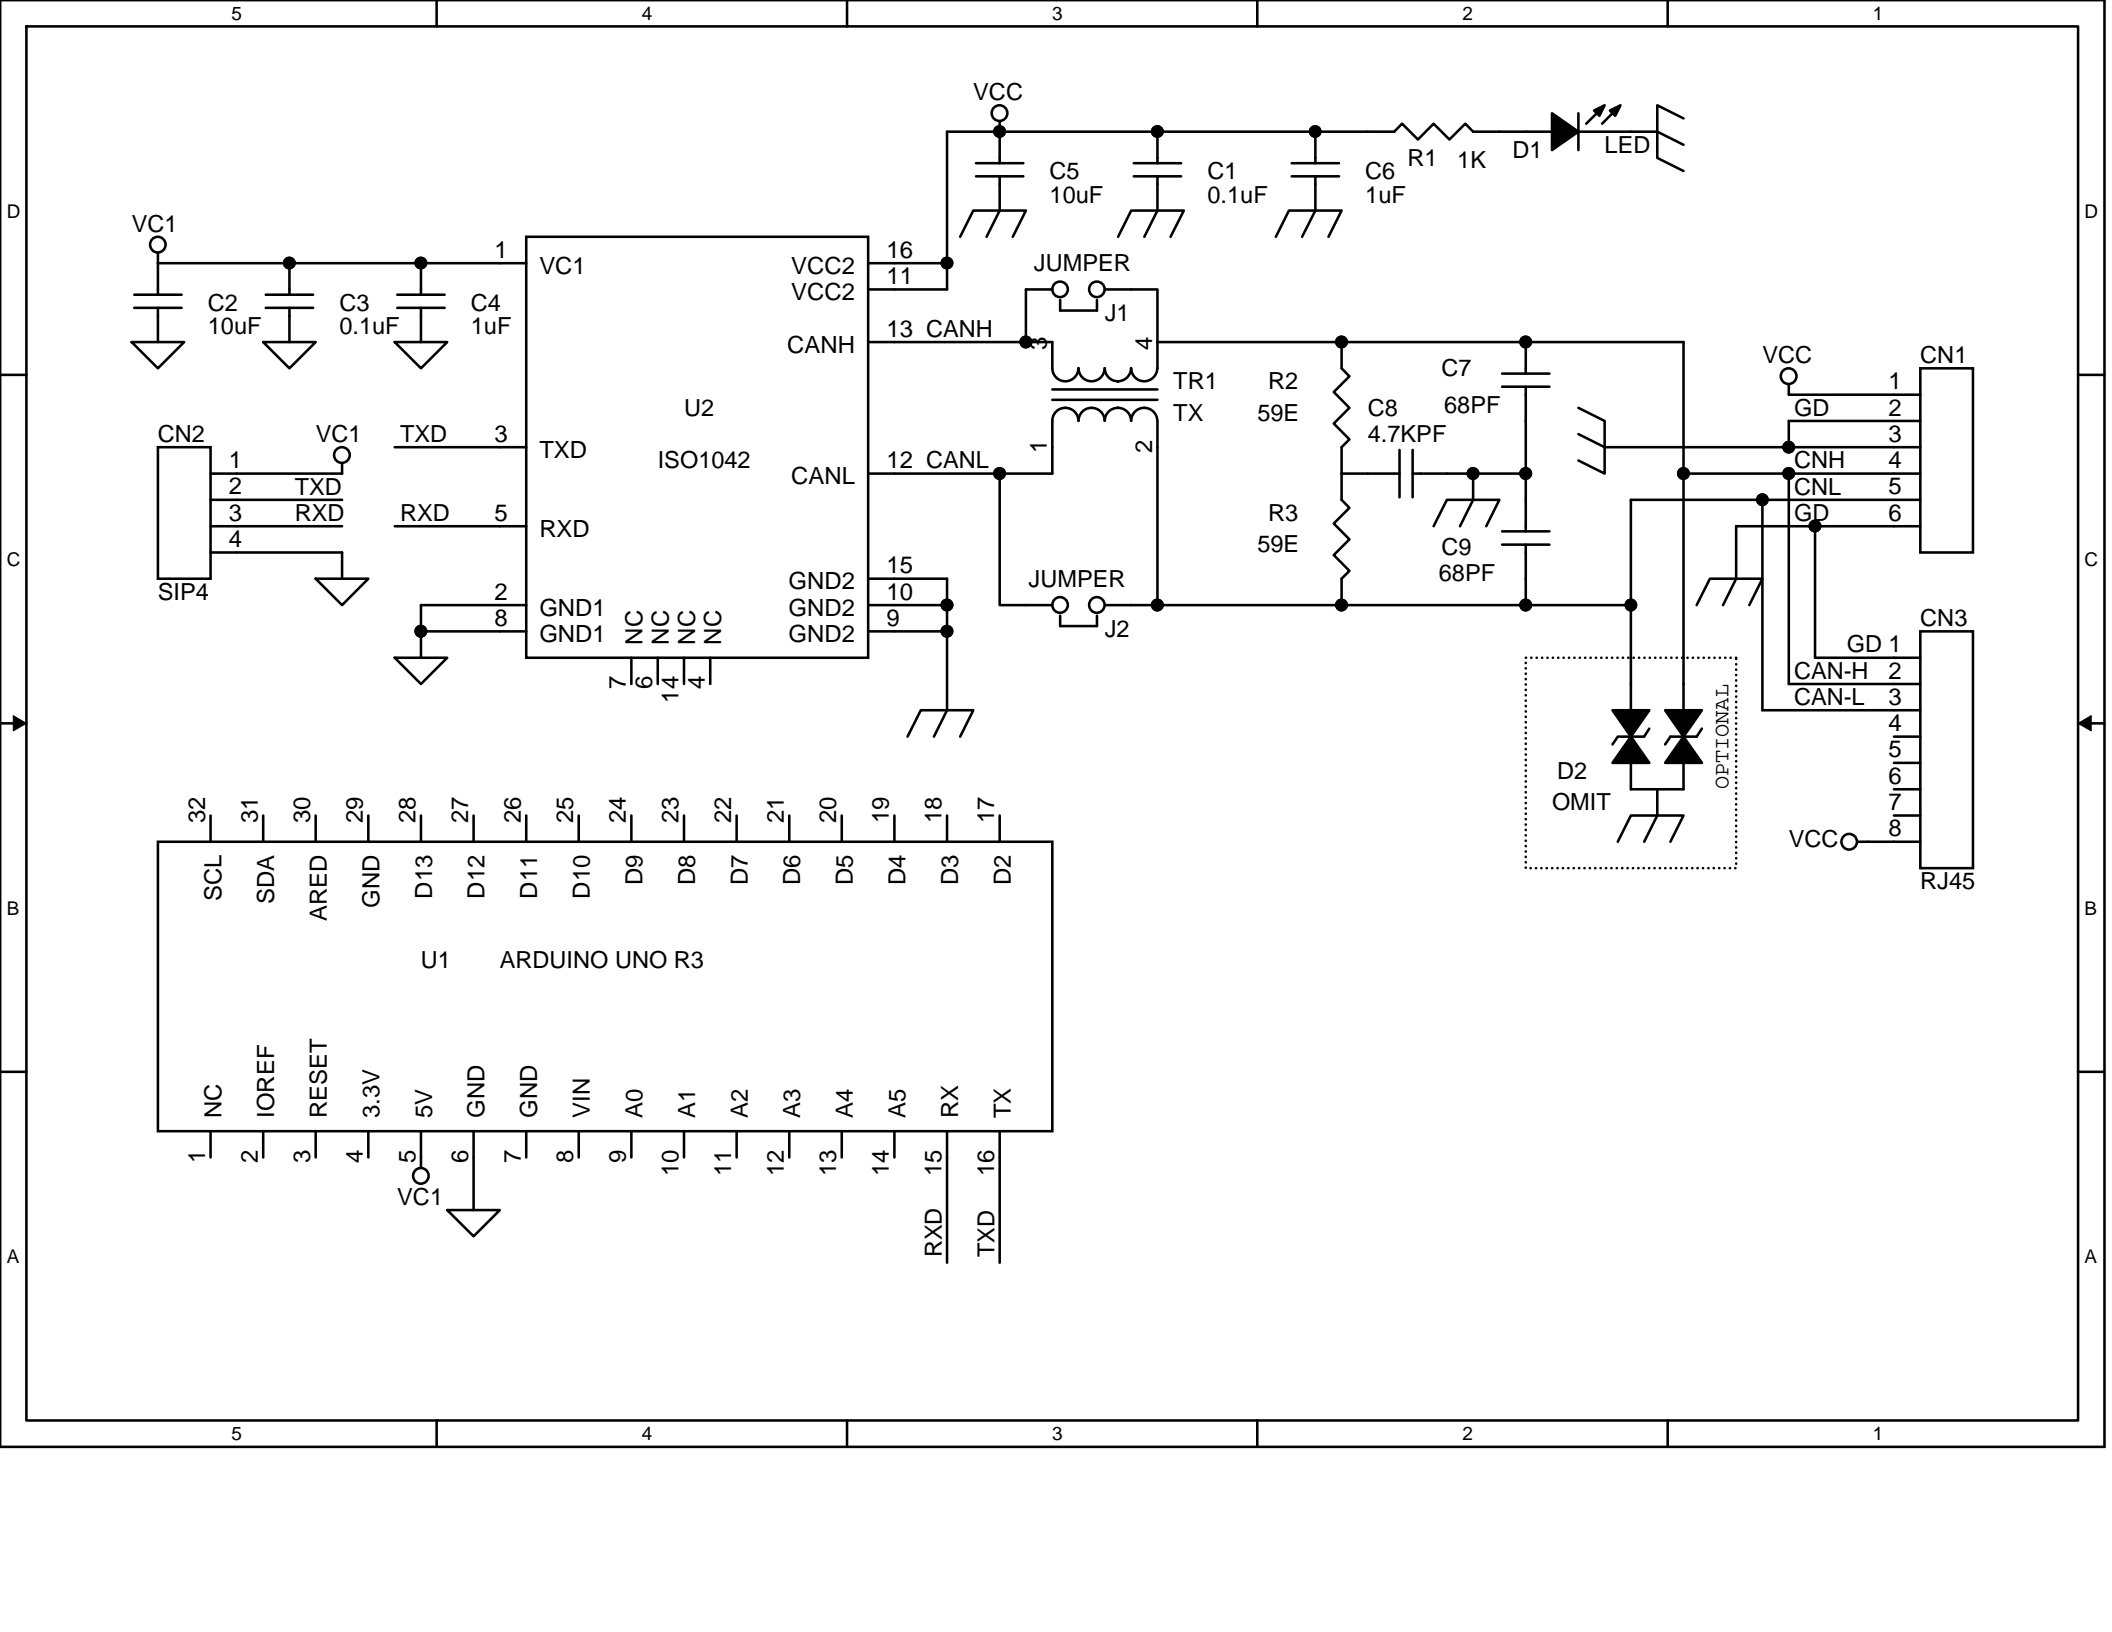 5 4 3 2 1
D
C
B
A
D
C
B
A
VCC
C5
10uF
C1
0.1uF
C6
1uF
R1 1K
D1
LED
VC1
C2
10uF
C3
0.1uF
C4
1uF
1
VC1
TXD 3
TXD
RXD 5
RXD
2
GND1
8
GND1
U2
ISO1042
NC
NC
NC
NC
7
6
14
4
16
VCC2
11
VCC2
13 CANH
CANH
12 CANL
CANL
15
GND2
10
GND2
9
GND2
CN2
VC1
1
2 TXD
3 RXD
4
SIP4
JUMPER
J1
3
4
TR1
TX
1
2
JUMPER
J2
R2
59E
R3
59E
C8
4.7KPF
C7
68PF
C9
68PF
VCC
CN1
1
GD 2
3
CNH 4
CNL 5
GD 6
CN3
GD 1
CAN-H 2
CAN-L 3
4
5
6
7
8
VCC
RJ45
D2
OMIT
OPTIONAL
32 31 30 29 28 27 26 25 24 23 22 21 20 19 18 17
SCL SDA ARED GND D13 D12 D11 D10 D9 D8 D7 D6 D5 D4 D3 D2
U1 ARDUINO UNO R3
NC IOREF RESET 3.3V 5V GND GND VIN A0 A1 A2 A3 A4 A5 RX TX
1 2 3 4 5 6 7 8 9 10 11 12 13 14 15 16
VC1
RXD
TXD
5 4 3 2 1